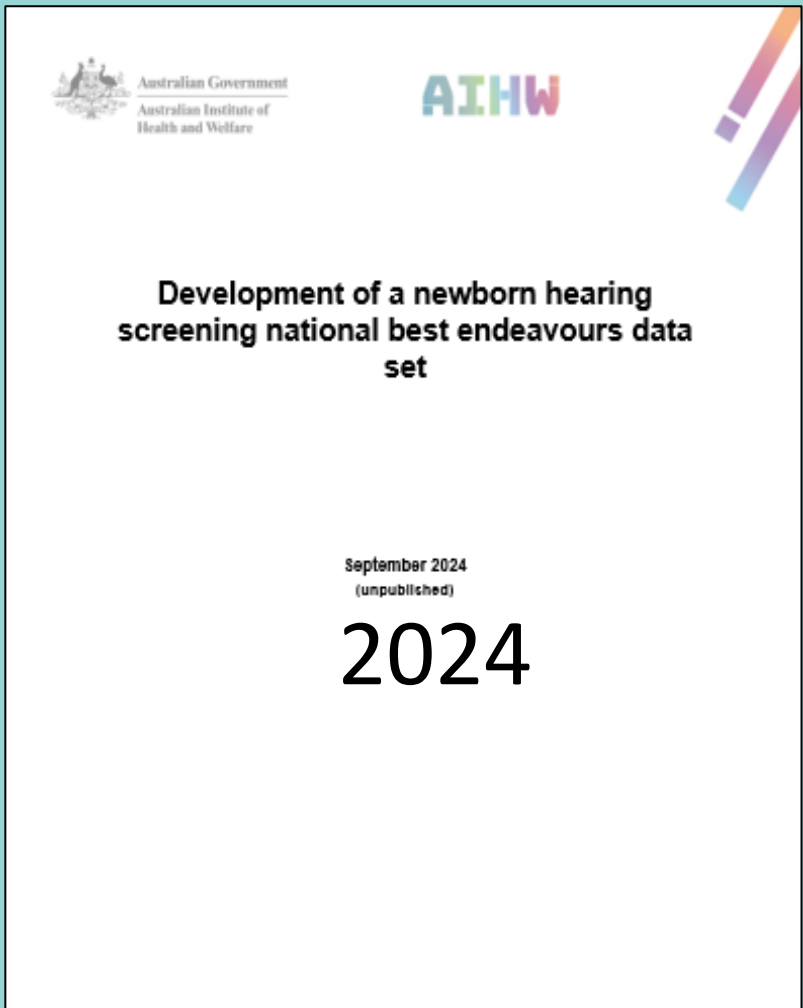 Australian Government
Australian Institute of
Health and Welfare
AIHW
Development of a newborn hearing
screening national best endeavours data
set
September 2024
(unpublished)
2024